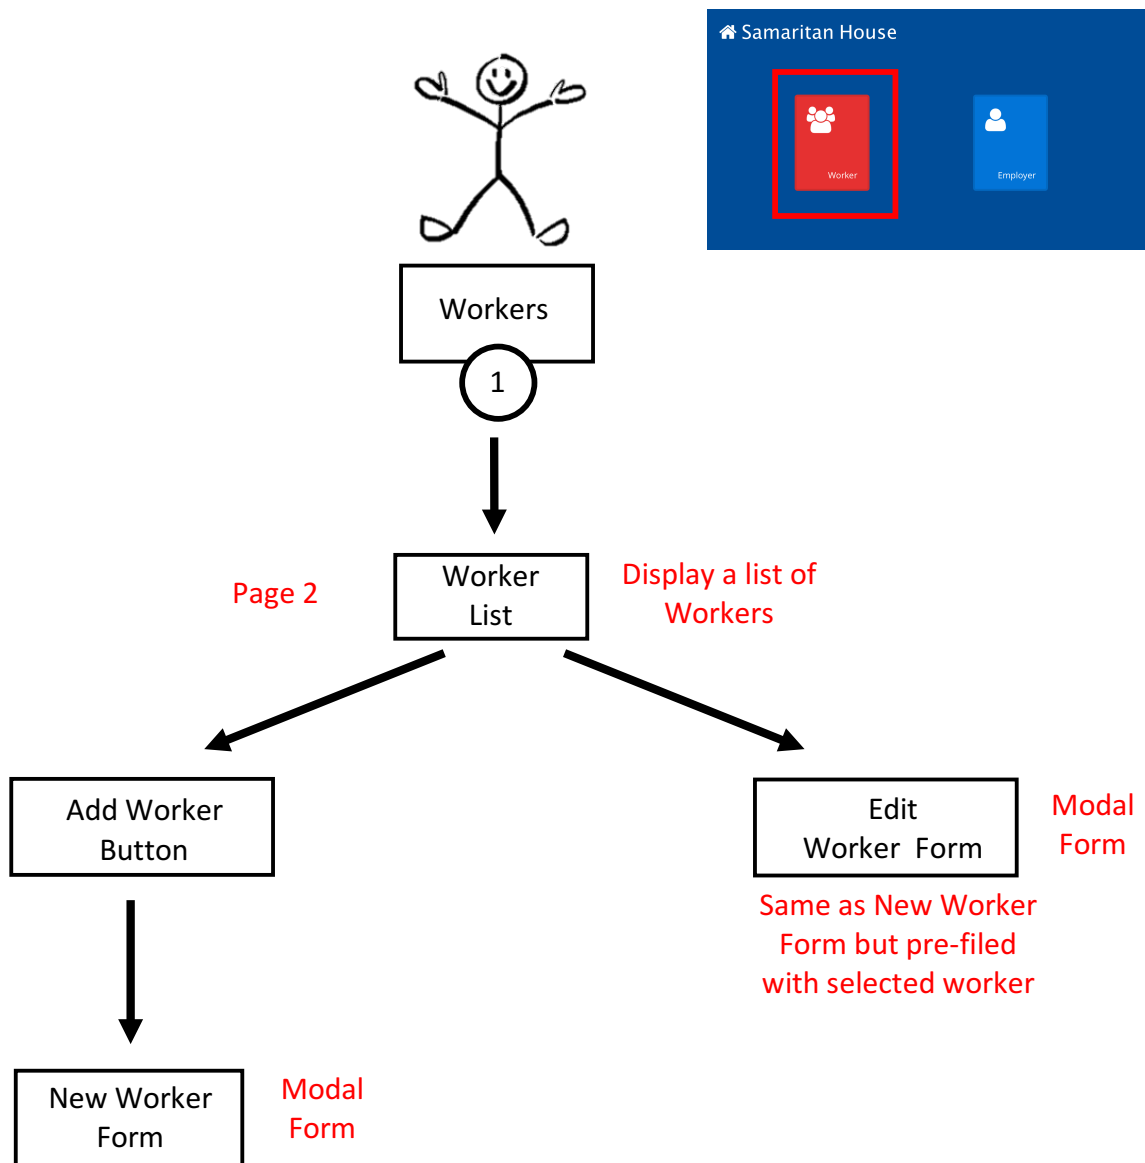 Samaritan House
Worker
Employer
Workers
1
Page 2
Worker
List
Display a list of
Workers
Add Worker
Button
Edit
Worker Form
Modal
Form
Same as New Worker
Form but pre-filed
with selected worker
New Worker
Form
Modal
Form